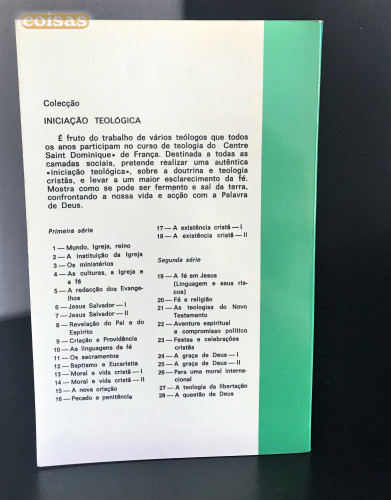 coisas
Colecção
INICIAÇÃO TEOLÓGICA
É fruto do trabalho de vários teólogos que todos
os anos participam no curso de teologia do Centre
Saint Dominique» de França. Destinada a todas as
camadas sociais, pretende realizar uma autêntica
«iniciação teológica», sobre a doutrina e teologia
cristãs, e levar a um maior esclarecimento da fé.
Mostra como se pode ser fermento e sal da terra,
confrontando a nossa vida e acção com a Palavra
de Deus.
Primeira série
1 — Mundo, Igreja, reino
2 — A Instituição da Igreja
3 — Os ministérios
4 — As culturas, a Igreja e
a fé
5 — A redacção dos Evange-
lhos
6 — Jesus Salvador — I
7 — Jesus Salvador — II
8 — Revelação do Pai e do
Espírito
9 — Criação e Providência
10 — As linguagens da fé
11 — Os sacramentos
12 — Baptismo e Eucaristia
13 — Moral e vida cristã — I
14 — Moral e vida cristã — II
15 — A nova criação
16 — Pecado e penitência
17 — A existência cristã — I
18 — A existência cristã — II
Segunda série
19 — A fé em Jesus
(Linguagem e seus ris-
cos)
20 — Fé e religião
21 — As teologias do Novo
Testamento
22 — Aventura espiritual
e compromisso político
23 — Festas e celebrações
cristãs
24 — A graça de Deus — I
25 — A graça de Deus — II
26 — Para uma moral interna-
cional
27 — A teologia da libertação
28 — A questão de Deus